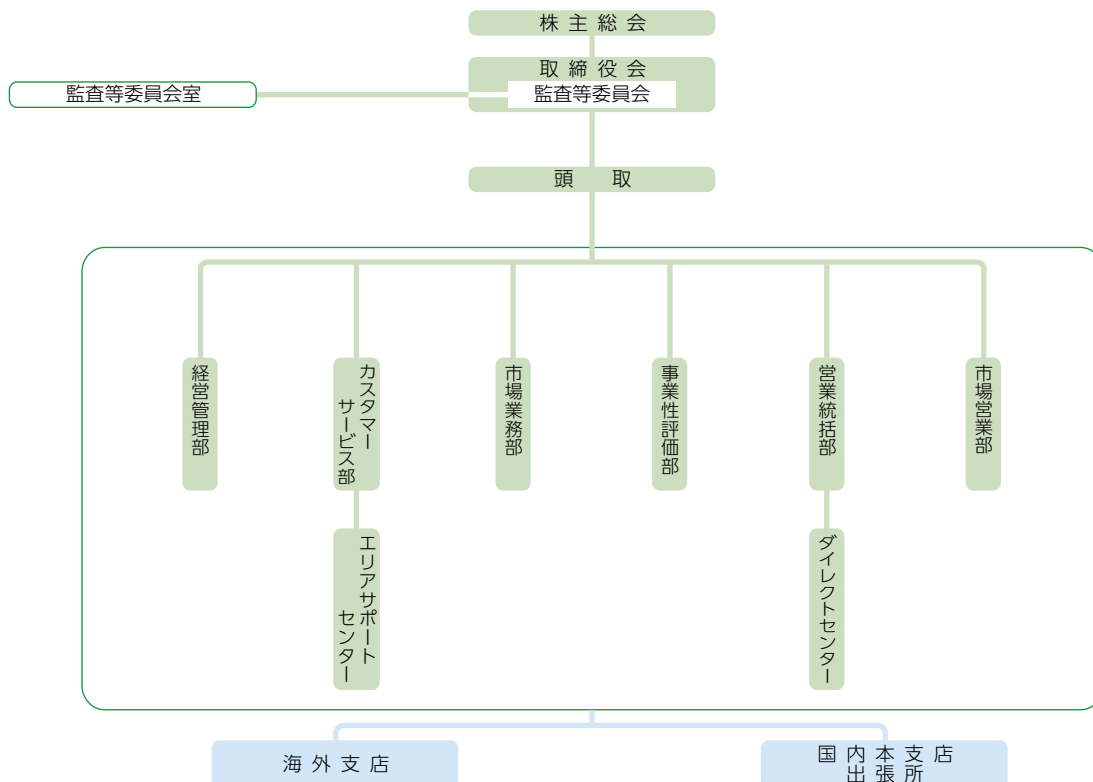 株主総会
取締役会
監査等委員会室
監査等委員会
頭取
経営管理部
カスタマー
サービス部
市場業務部
事業性評価部
営業統括部
市場営業部
エリアサポート
センター
ダイレクトセンター
海外支店
国内本支店
出張所